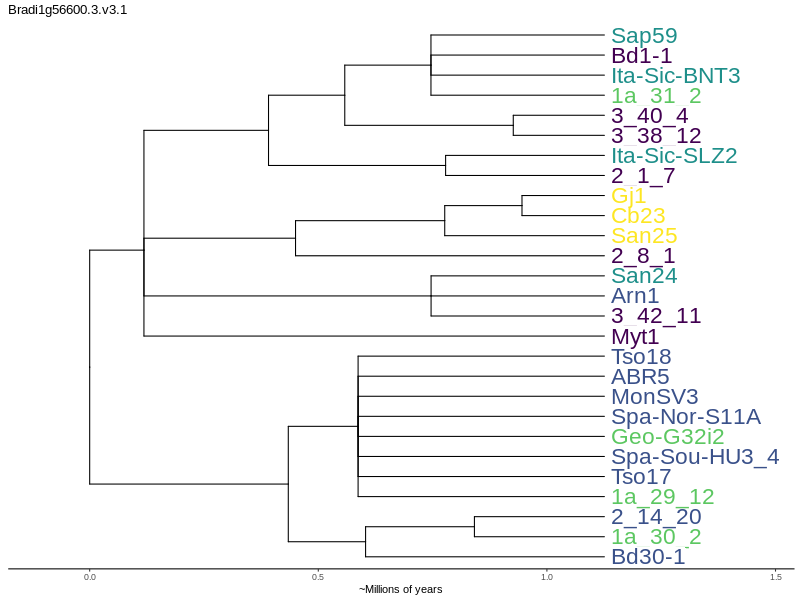 Bradi1g56600.3.v3.1
Sap59
Bd1-1
Ita-Sic-BNT3
1a_31_2
3_40_4
3_38_12
Ita-Sic-SLZ2
2_1_7
Gj1
Cb23
San25
2_8_1
San24
Arn1
3_42_11
Myt1
Tso18
ABR5
MonSV3
Spa-Nor-S11A
Geo-G32i2
Spa-Sou-HU3_4
Tso17
1a_29_12
2_14_20
1a_30_2
Bd30-1
0.0 0.5 1.0 1.5
~Millions of years